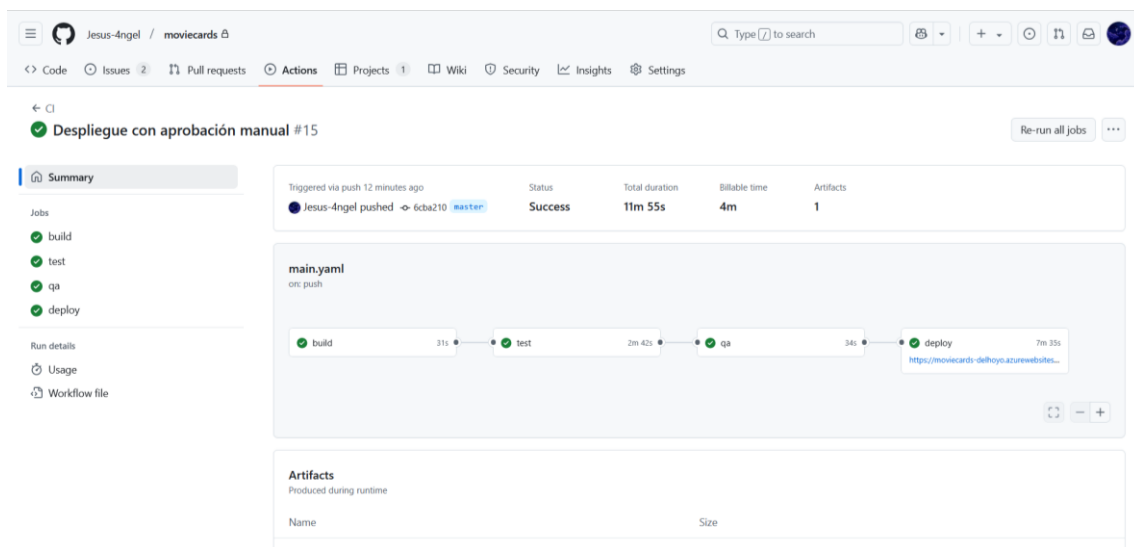 Jesus-4ngel / moviecards
Type / to search
Code Issues 2 Pull requests Actions Projects 1 Wiki Security Insights Settings
← CI
Despliegue con aprobación manual #15
Re-run all jobs
Summary
Jobs
build
test
qa
deploy
Run details
Usage
Workflow file
Triggered via push 12 minutes ago Status Total duration Billable time Artifacts
Jesus-4ngel pushed 6cba210 master Success 11m 55s 4m 1
main.yaml
on: push
build 31s test 2m 42s qa 34s deploy 7m 35s
https://moviecards-delhoyo.azurewebsites...
Artifacts
Produced during runtime
Name Size